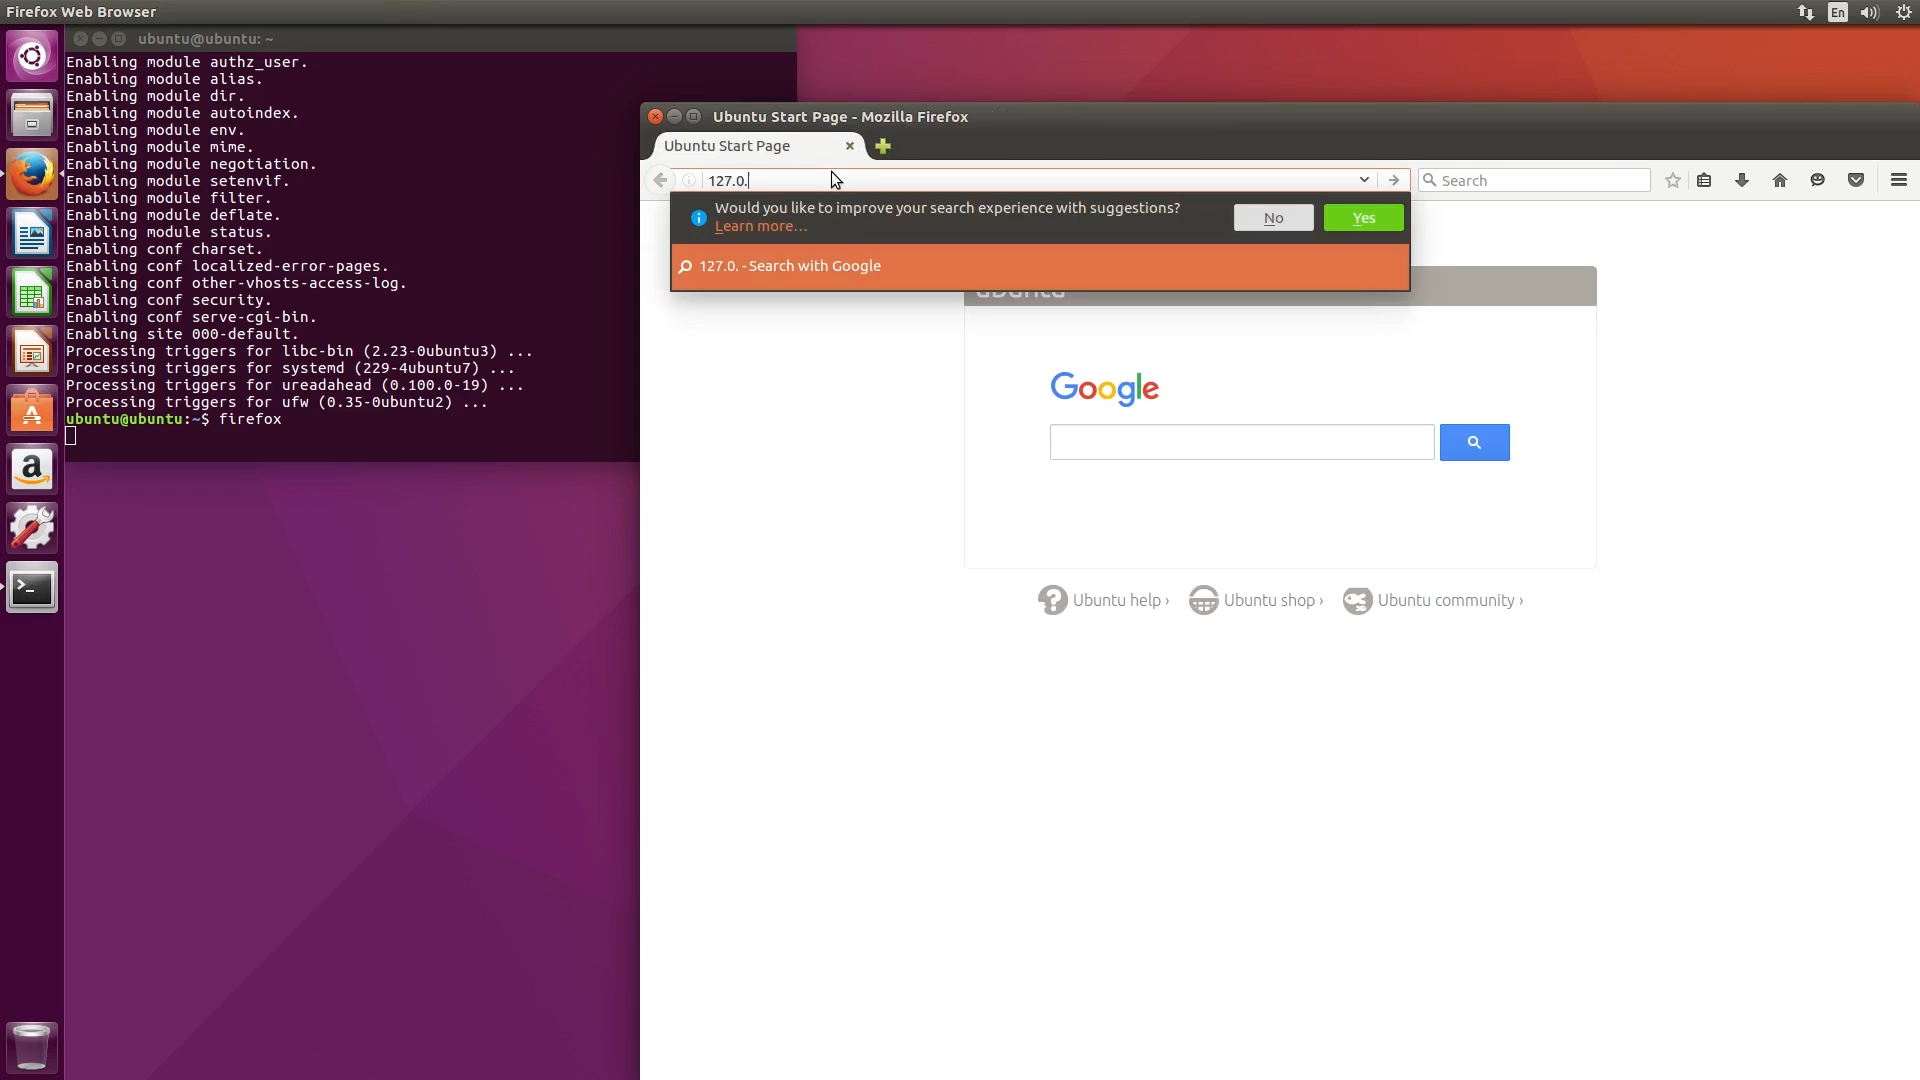 Firefox Web Browser
En
ubuntu@ubuntu: ~
Enabling module authz_user.
Enabling module alias.
Enabling module dir.
Enabling module autoindex.
Enabling module env.
Enabling module mime.
Enabling module negotiation.
Enabling module setenvif.
Enabling module filter.
Enabling module deflate.
Enabling module status.
Enabling conf charset.
Enabling conf localized-error-pages.
Enabling conf other-vhosts-access-log.
Enabling conf security.
Enabling conf serve-cgi-bin.
Enabling site 000-default.
Processing triggers for libc-bin (2.23-0ubuntu3) ...
Processing triggers for systemd (229-4ubuntu7) ...
Processing triggers for ureadahead (0.100.0-19) ...
Processing triggers for ufw (0.35-0ubuntu2) ...
ubuntu@ubuntu:~$ firefox
Ubuntu Start Page - Mozilla Firefox
Ubuntu Start Page
127.0.
Search
Would you like to improve your search experience with suggestions?
Learn more…
No
Yes
127.0. - Search with Google
ubuntu
Google
Ubuntu help ›
Ubuntu shop ›
Ubuntu community ›